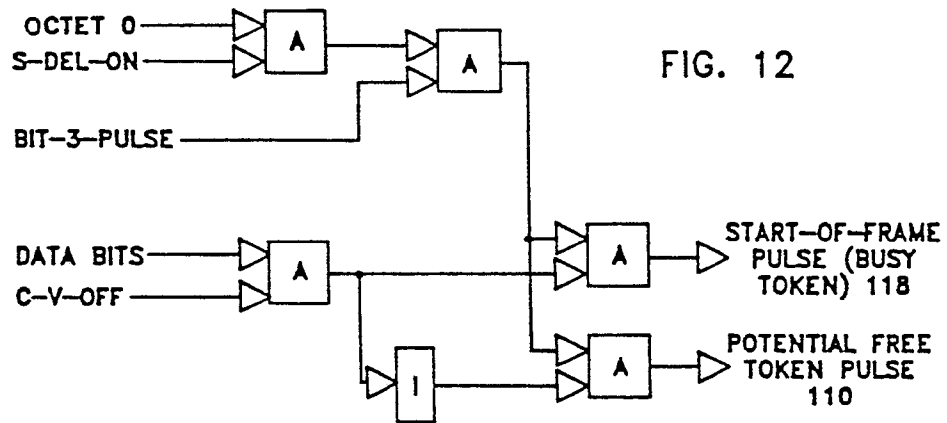 OCTET 0
S-DEL-ON
A
A
FIG. 12
BIT-3-PULSE
DATA BITS
C-V-OFF
A
A
START-OF-FRAME
PULSE (BUSY
TOKEN) 118
I
A
POTENTIAL FREE
TOKEN PULSE
110